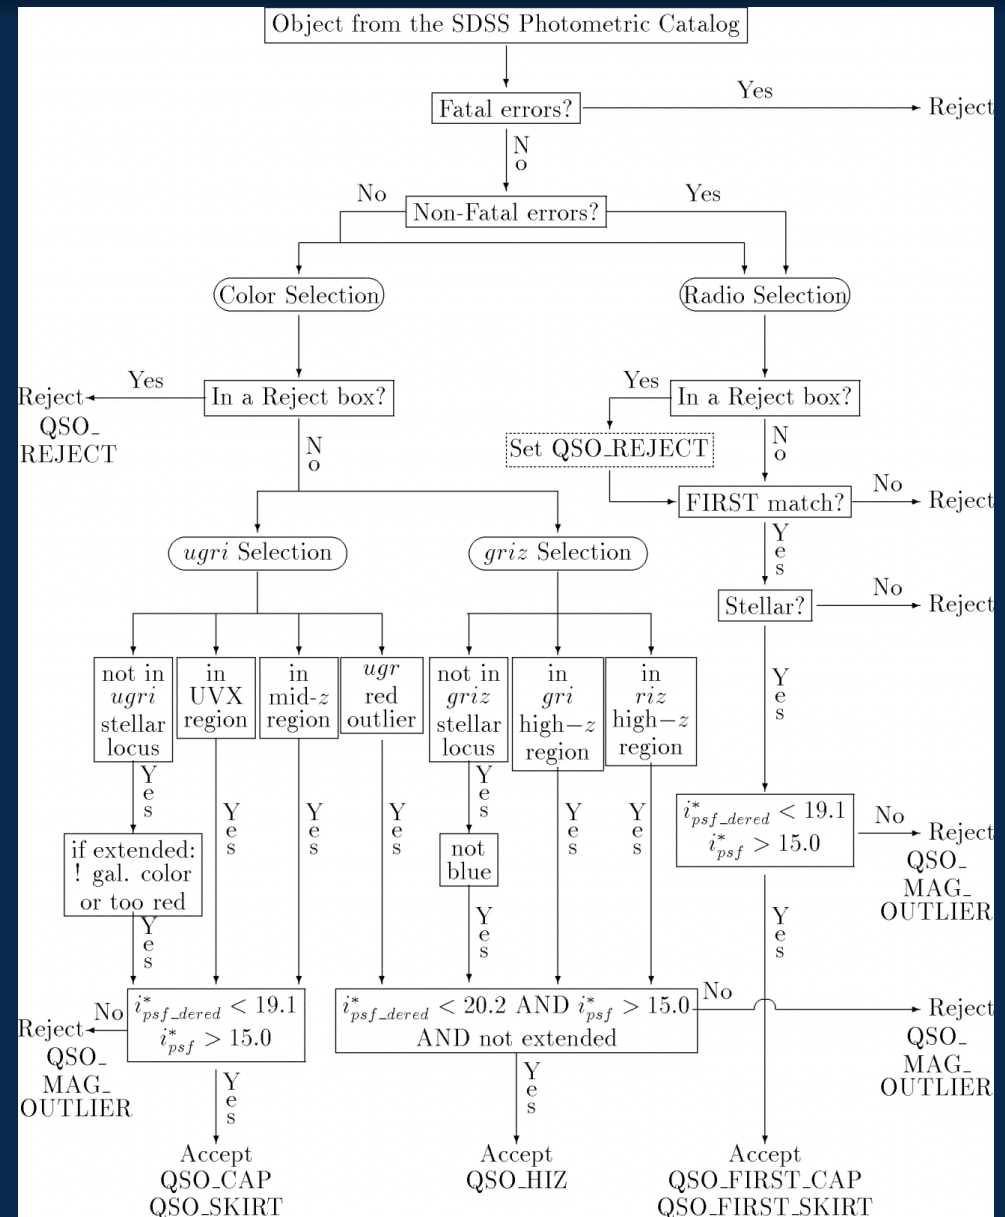 Object from the SDSS Photometric Catalog
Fatal errors?
Yes
Reject
No
Non-Fatal errors?
No
Yes
Color Selection
Radio Selection
In a Reject box?
Yes
Reject
QSO_
REJECT
No
In a Reject box?
Yes
Set QSO_REJECT
No
FIRST match?
No
Reject
Yes
Stellar?
No
Reject
Yes
ugri Selection
griz Selection
not in
ugri
stellar
locus
in
UVX
region
in
mid-z
region
ugr
red
outlier
not in
griz
stellar
locus
in
gri
high−z
region
in
riz
high−z
region
Yes
Yes
Yes
Yes
Yes
Yes
Yes
if extended:
! gal. color
or too red
not
blue
Yes
Yes
i*psf_dered < 19.1
i*psf > 15.0
No
Reject
QSO_
MAG_
OUTLIER
Yes
i*psf_dered < 19.1
i*psf > 15.0
No
Reject
QSO_
MAG_
OUTLIER
Yes
i*psf_dered < 20.2 AND i*psf > 15.0
AND not extended
No
Reject
QSO_
MAG_
OUTLIER
Yes
Accept
QSO_CAP
QSO_SKIRT
Accept
QSO_HIZ
Accept
QSO_FIRST_CAP
QSO_FIRST_SKIRT